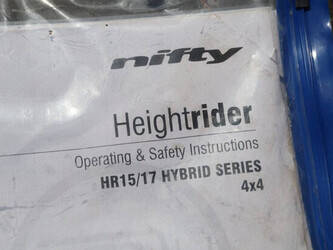 nifty
Heightrider
Operating & Safety Instructions
HR15/17 HYBRID SERIES
4x4